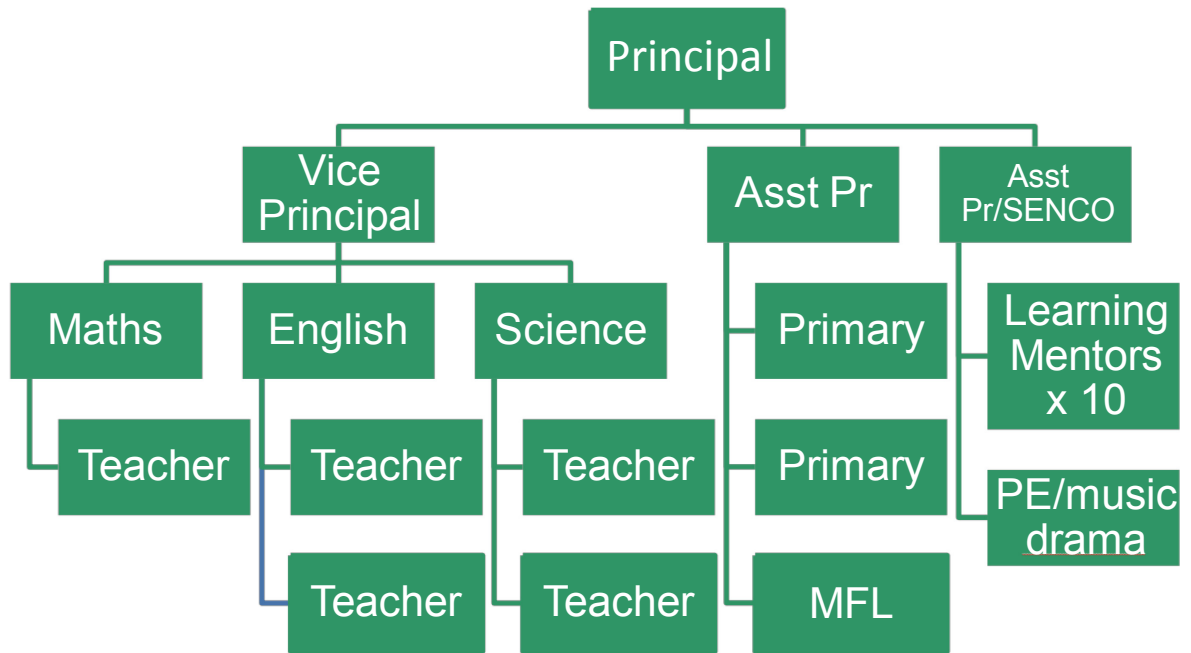 Principal
Vice
Principal
Asst Pr
Asst
Pr/SENCO
Maths
English
Science
Primary
Learning
Mentors
x 10
Teacher
Teacher
Teacher
Primary
PE/music
drama
Teacher
Teacher
MFL